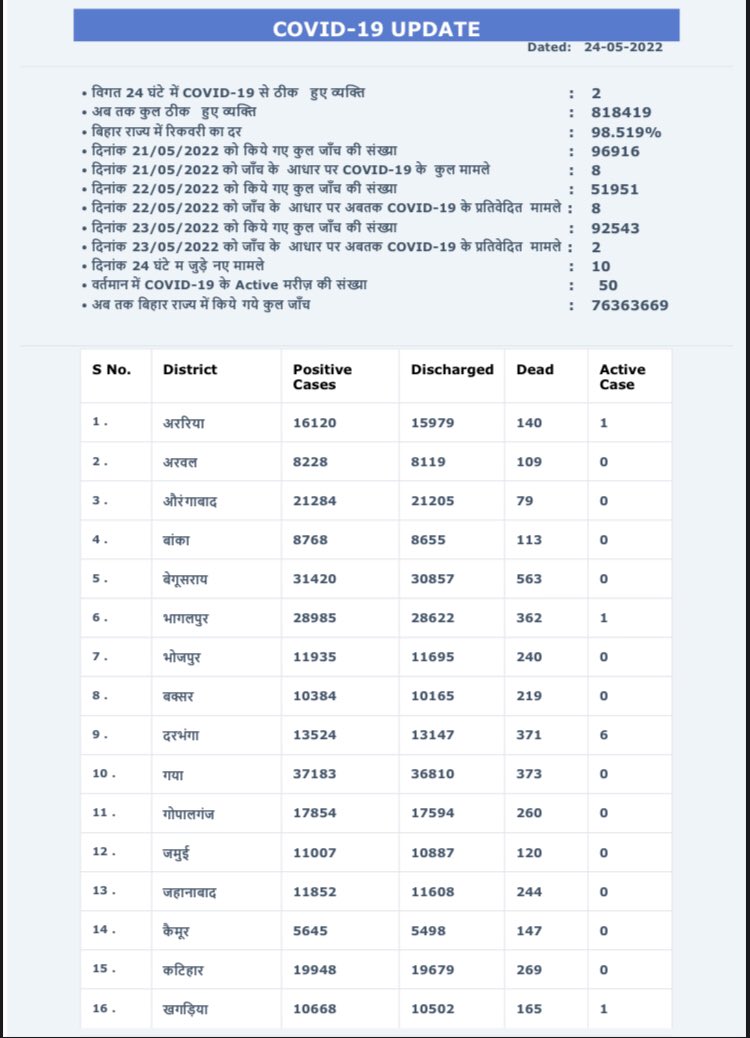 COVID-19 UPDATE
Dated: 24-05-2022
• विगत 24 घंटे में COVID-19 से ठीक हुए व्यक्ति : 2
• अब तक कुल ठीक हुए व्यक्ति : 818419
• बिहार राज्य में रिकवरी का दर : 98.519%
• दिनांक 21/05/2022 को किये गए कुल जाँच की संख्या : 96916
• दिनांक 21/05/2022 को जाँच के आधार पर COVID-19 के कुल मामले : 8
• दिनांक 22/05/2022 को किये गए कुल जाँच की संख्या : 51951
• दिनांक 22/05/2022 को जाँच के आधार पर अबतक COVID-19 के प्रतिवेदित मामले : 8
• दिनांक 23/05/2022 को किये गए कुल जाँच की संख्या : 92543
• दिनांक 23/05/2022 को जाँच के आधार पर अबतक COVID-19 के प्रतिवेदित मामले : 2
• दिनांक 24 घंटे म जुड़े नए मामले : 10
• वर्तमान में COVID-19 के Active मरीज़ की संख्या : 50
• अब तक बिहार राज्य में किये गये कुल जाँच : 76363669
S No. District Positive Cases Discharged Dead Active Case
1 . अररिया 16120 15979 140 1
2 . अरवल 8228 8119 109 0
3 . औरंगाबाद 21284 21205 79 0
4 . बांका 8768 8655 113 0
5 . बेगूसराय 31420 30857 563 0
6 . भागलपुर 28985 28622 362 1
7 . भोजपुर 11935 11695 240 0
8 . बक्सर 10384 10165 219 0
9 . दरभंगा 13524 13147 371 6
10 . गया 37183 36810 373 0
11 . गोपालगंज 17854 17594 260 0
12 . जमुई 11007 10887 120 0
13 . जहानाबाद 11852 11608 244 0
14 . कैमूर 5645 5498 147 0
15 . कटिहार 19948 19679 269 0
16 . खगड़िया 10668 10502 165 1